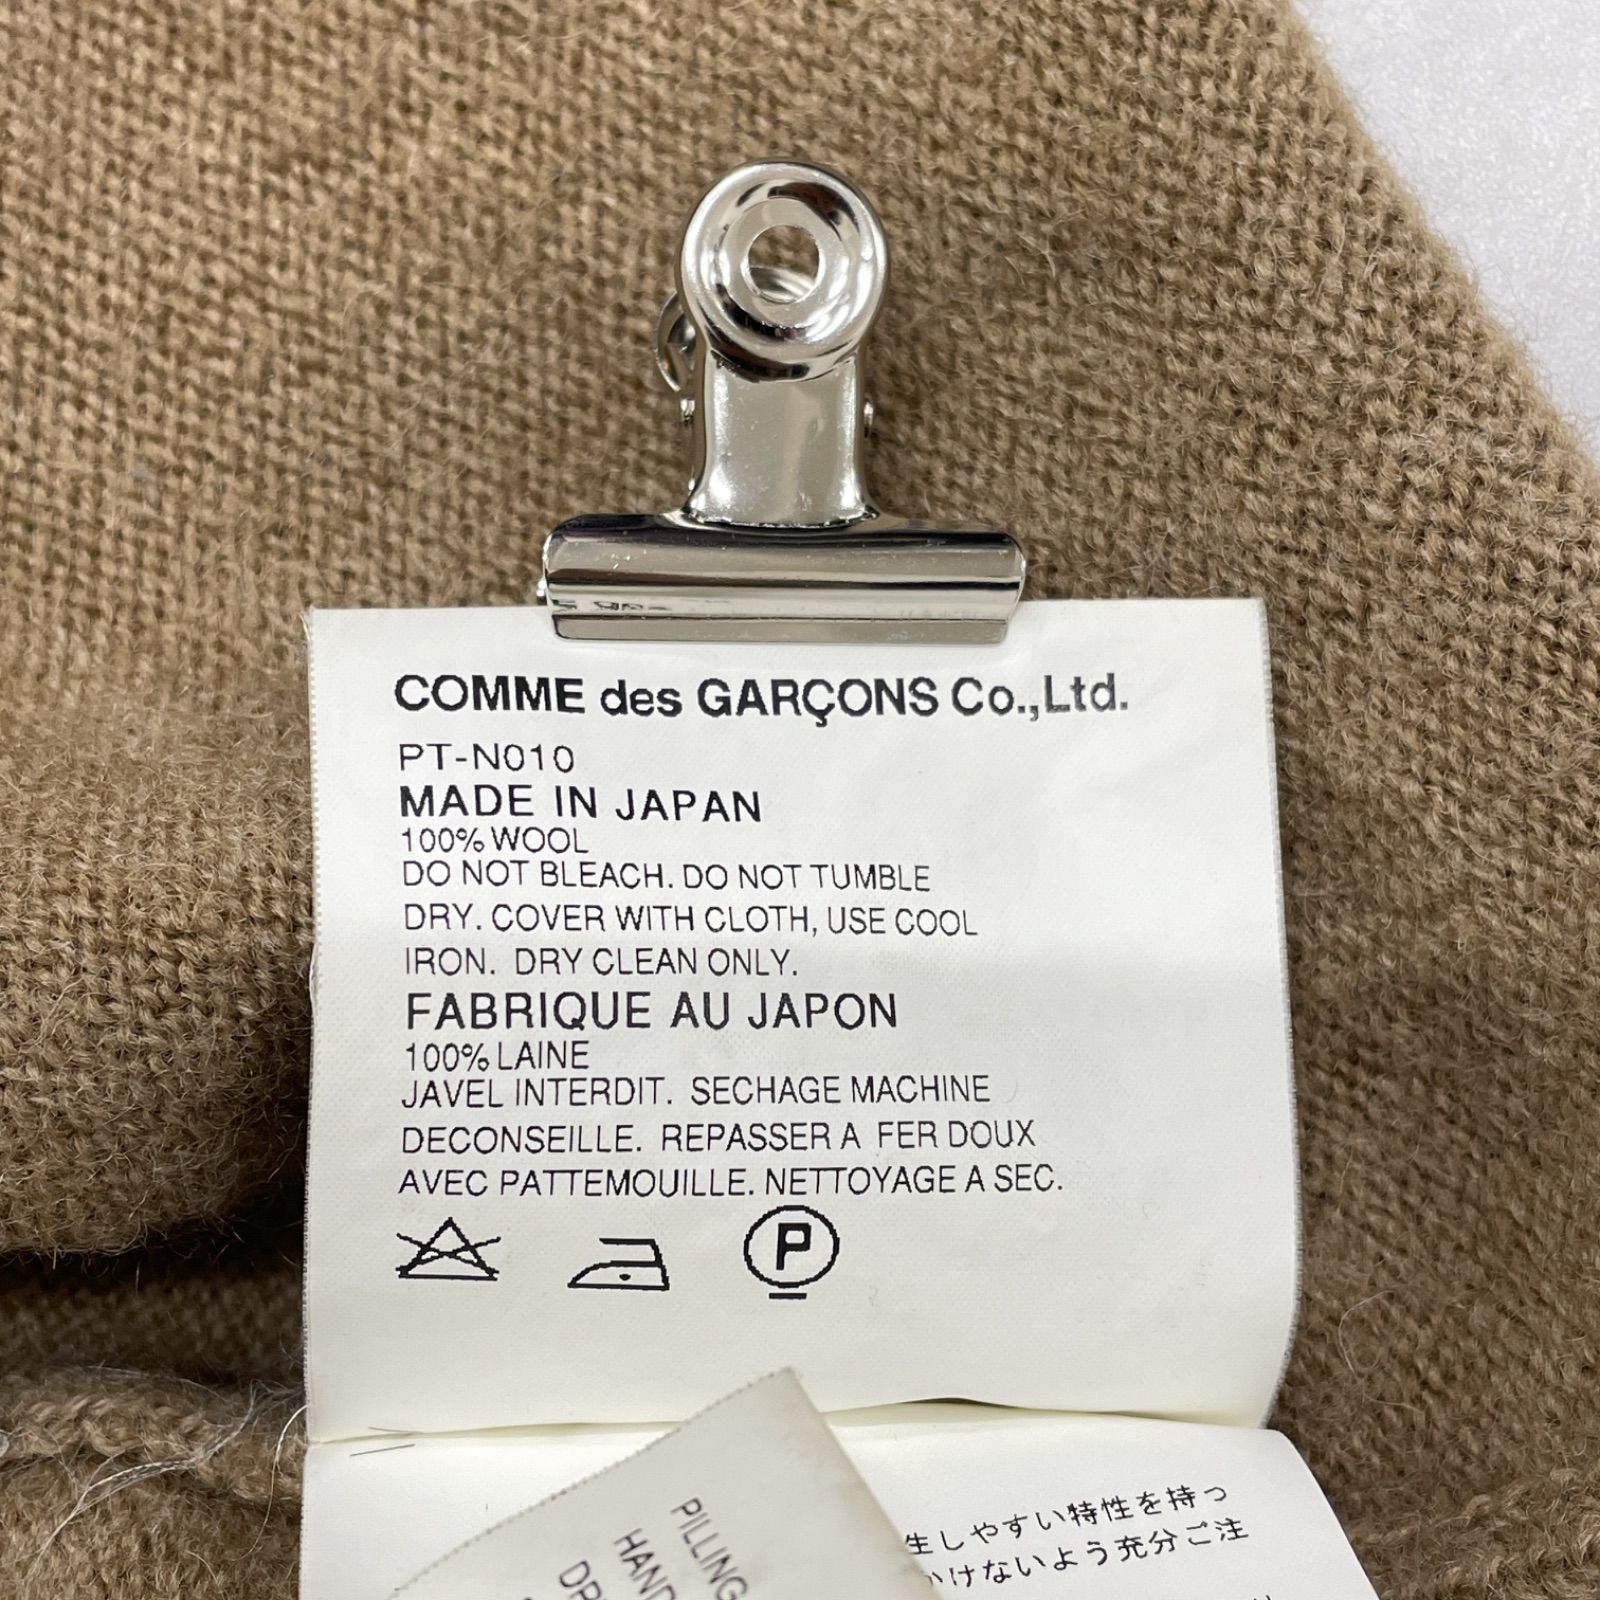 COMME des GARÇONS Co.,Ltd.
PT-N010
MADE IN JAPAN
100% WOOL
DO NOT BLEACH. DO NOT TUMBLE
DRY. COVER WITH CLOTH, USE COOL
IRON. DRY CLEAN ONLY.
FABRIQUE AU JAPON
100% LAINE
JAVEL INTERDIT. SECHAGE MACHINE
DECONSEILLE. REPASSER A FER DOUX
AVEC PATTEMOUILLE. NETTOYAGE A SEC.
P
PILLING
HAND
生しやすい特性を持っ
かけないよう充分ご注